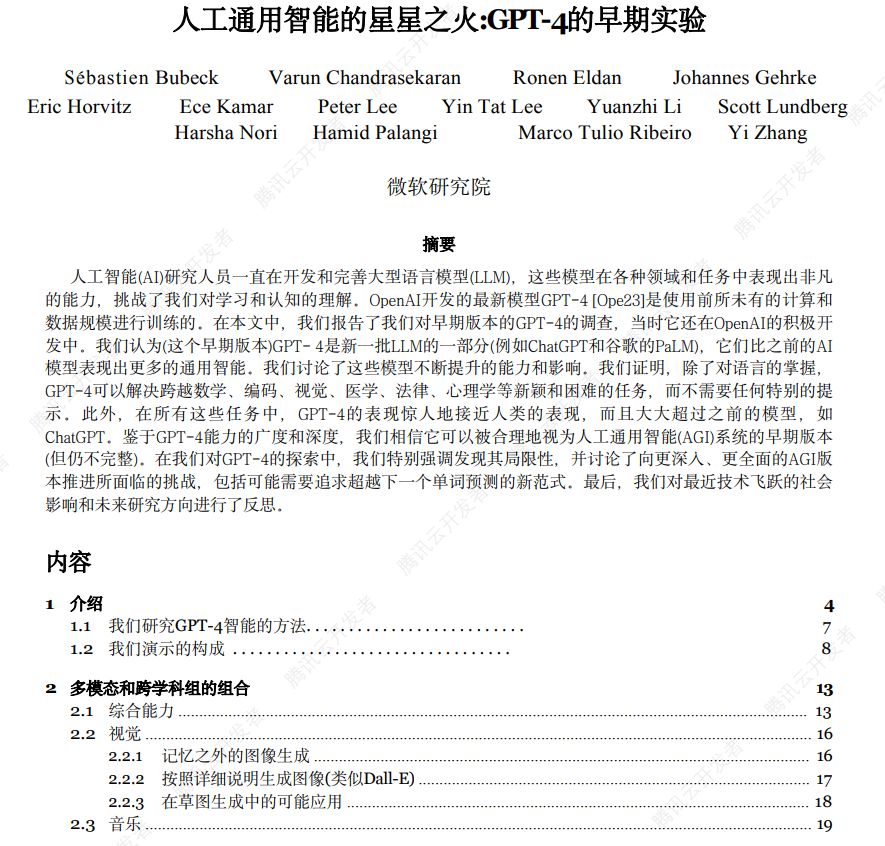 人工通用智能的星星之火:GPT-4的早期实验
Sébastien Bubeck Varun Chandrasekaran Ronen Eldan Johannes Gehrke
Eric Horvitz Ece Kamar Peter Lee Yin Tat Lee Yuanzhi Li Scott Lundberg
Harsha Nori Hamid Palangi Marco Tulio Ribeiro Yi Zhang
微软研究院
摘要
人工智能(AI)研究人员一直在开发和完善大型语言模型(LLM)，这些模型在各种领域和任务中表现出非凡
的能力，挑战了我们对学习和认知的理解。OpenAI开发的最新模型GPT-4 [Ope23]是使用前所未有的计算和
数据规模进行训练的。在本文中，我们报告了我们对早期版本的GPT-4的调查，当时它还在OpenAI的积极开
发中。我们认为(这个早期版本)GPT- 4是新一批LLM的一部分(例如ChatGPT和谷歌的PaLM)，它们比之前的AI
模型表现出更多的通用智能。我们讨论了这些模型不断提升的能力和影响。我们证明，除了对语言的掌握，
GPT-4可以解决跨越数学、编码、视觉、医学、法律、心理学等新颖和困难的任务，而不需要任何特别的提
示。此外，在所有这些任务中，GPT-4的表现惊人地接近人类的表现，而且大大超过之前的模型，如
ChatGPT。鉴于GPT-4能力的广度和深度，我们相信它可以被合理地视为人工通用智能(AGI)系统的早期版本
(但仍不完整)。在我们对GPT-4的探索中，我们特别强调发现其局限性，并讨论了向更深入、更全面的AGI版
本推进所面临的挑战，包括可能需要追求超越下一个单词预测的新范式。最后，我们对最近技术飞跃的社会
影响和未来研究方向进行了反思。
内容
1 介绍 4
1.1 我们研究GPT-4智能的方法. . . . . . . . . . . . . . . . . . . . . . . . . . 7
1.2 我们演示的构成 . . . . . . . . . . . . . . . . . . . . . . . . . . . . . . . . . 8
2 多模态和跨学科组的组合 13
2.1 综合能力 ........ 13
2.2 视觉 ........ 16
2.2.1 记忆之外的图像生成 ........ 16
2.2.2 按照详细说明生成图像(类似Dall-E) ........ 17
2.2.3 在草图生成中的可能应用 ........ 18
2.3 音乐 ........ 19
腾讯云开发者